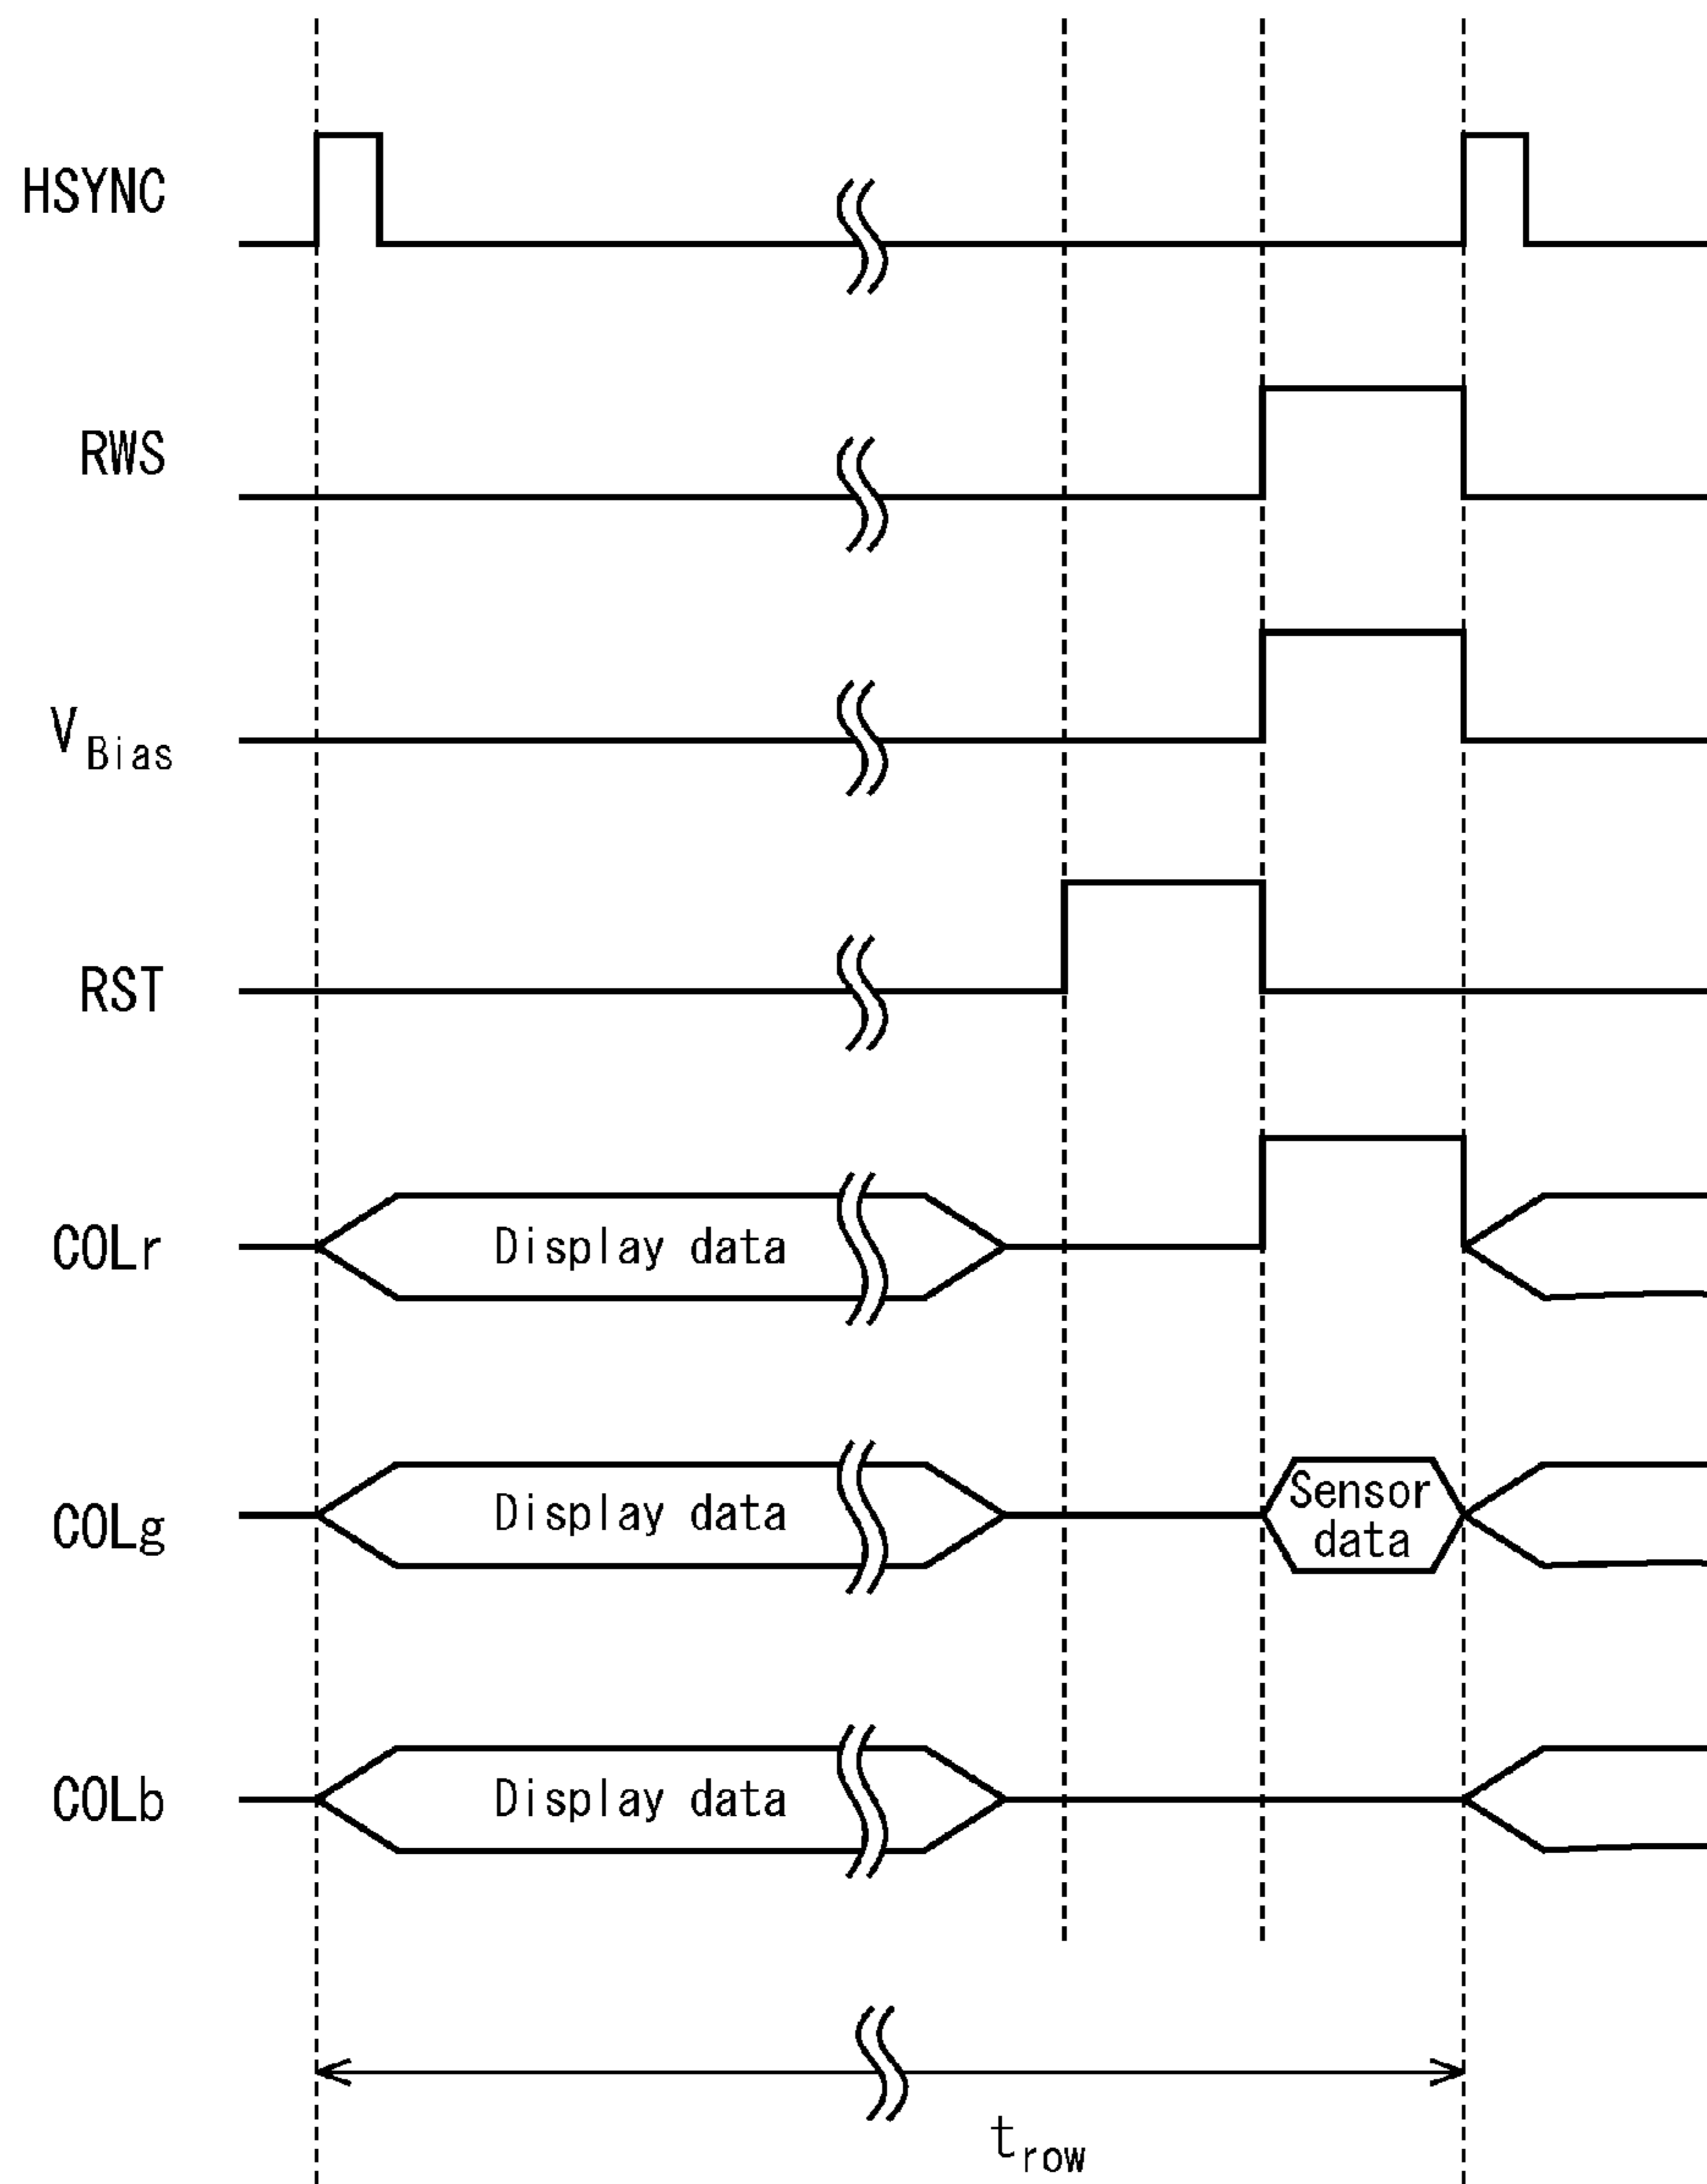 HSYNC
RWS
VBias
RST
COLr
Display data
COLg
Display data
Sensor
data
COLb
Display data
trow